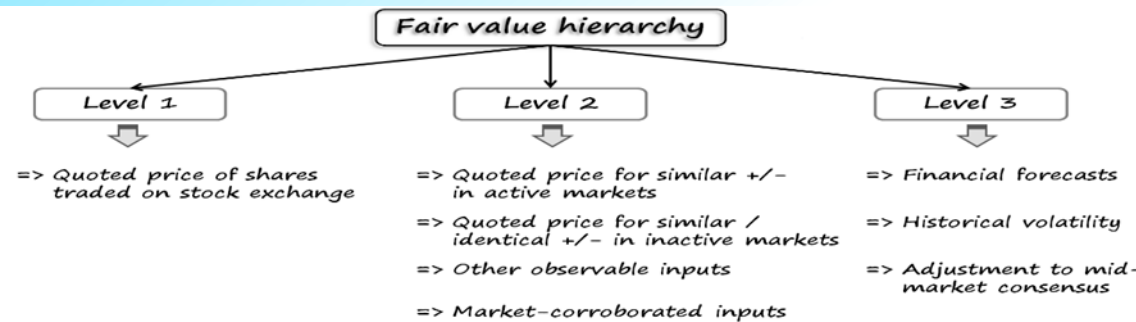 Fair value hierarchy
Level 1
=> Quoted price of shares
traded on stock exchange
Level 2
=> Quoted price for similar +/-
in active markets
=> Quoted price for similar /
identical +/- in inactive markets
=> Other observable inputs
=> Market-corroborated inputs
Level 3
=> Financial forecasts
=> Historical volatility
=> Adjustment to mid-
market consensus